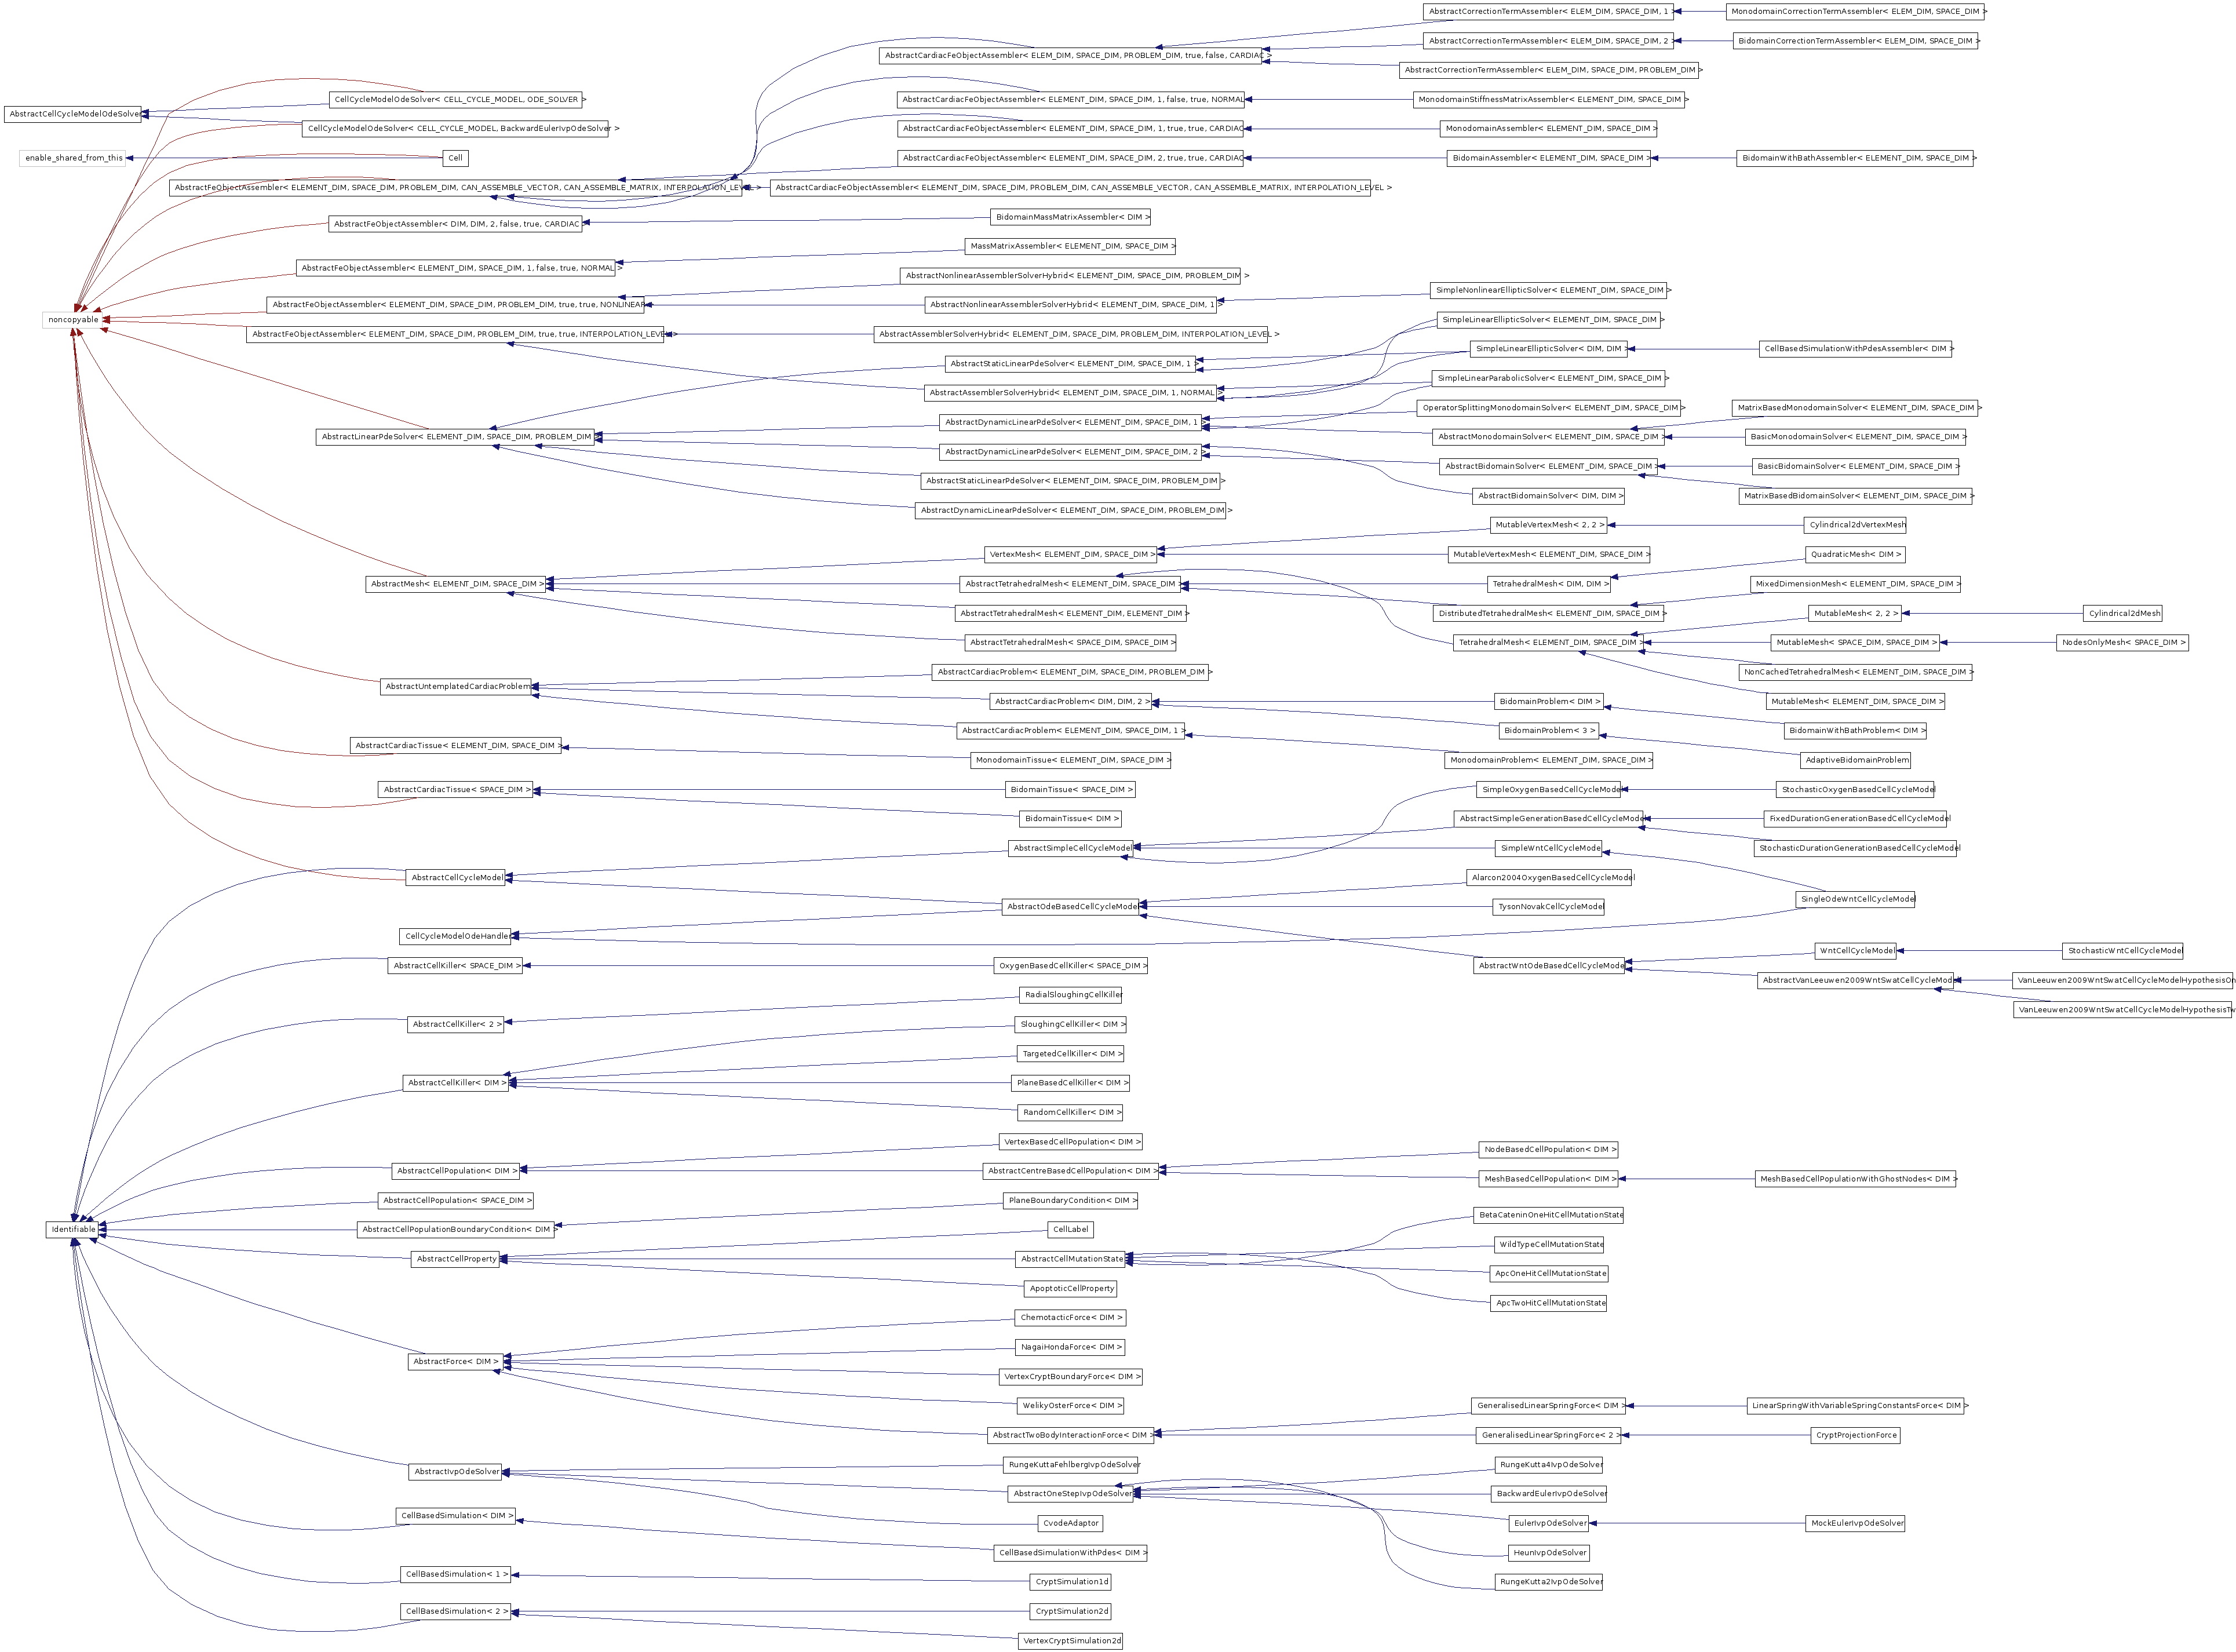 AbstractCorrectionTermAssembler< ELEM_DIM, SPACE_DIM, 1 >
MonodomainCorrectionTermAssembler< ELEM_DIM, SPACE_DIM >
AbstractCorrectionTermAssembler< ELEM_DIM, SPACE_DIM, 2 >
BidomainCorrectionTermAssembler< ELEM_DIM, SPACE_DIM >
AbstractCardiacFeObjectAssembler< ELEM_DIM, SPACE_DIM, PROBLEM_DIM, true, false, CARDIAC >
AbstractCorrectionTermAssembler< ELEM_DIM, SPACE_DIM, PROBLEM_DIM >
CellCycleModelOdeSolver< CELL_CYCLE_MODEL, ODE_SOLVER >
AbstractCardiacFeObjectAssembler< ELEMENT_DIM, SPACE_DIM, 1, false, true, NORMAL
MonodomainStiffnessMatrixAssembler< ELEMENT_DIM, SPACE_DIM >
AbstractCellCycleModelOdeSolver
CellCycleModelOdeSolver< CELL_CYCLE_MODEL, BackwardEulerIvpOdeSolver >
AbstractCardiacFeObjectAssembler< ELEMENT_DIM, SPACE_DIM, 1, true, true, CARDIAC
MonodomainAssembler< ELEMENT_DIM, SPACE_DIM >
enable_shared_from_this
Cell
AbstractCardiacFeObjectAssembler< ELEMENT_DIM, SPACE_DIM, 2, true, true, CARDIAC
BidomainAssembler< ELEMENT_DIM, SPACE_DIM >
BidomainWithBathAssembler< ELEMENT_DIM, SPACE_DIM >
AbstractFeObjectAssembler< ELEMENT_DIM, SPACE_DIM, PROBLEM_DIM, CAN_ASSEMBLE_VECTOR, CAN_ASSEMBLE_MATRIX, INTERPOLATION_LEVEL >
AbstractCardiacFeObjectAssembler< ELEMENT_DIM, SPACE_DIM, PROBLEM_DIM, CAN_ASSEMBLE_VECTOR, CAN_ASSEMBLE_MATRIX, INTERPOLATION_LEVEL >
AbstractFeObjectAssembler< DIM, DIM, 2, false, true, CARDIAC
BidomainMassMatrixAssembler< DIM >
MassMatrixAssembler< ELEMENT_DIM, SPACE_DIM >
AbstractFeObjectAssembler< ELEMENT_DIM, SPACE_DIM, 1, false, true, NORMAL >
AbstractNonlinearAssemblerSolverHybrid< ELEMENT_DIM, SPACE_DIM, PROBLEM_DIM >
AbstractFeObjectAssembler< ELEMENT_DIM, SPACE_DIM, PROBLEM_DIM, true, true, NONLINEAR
AbstractNonlinearAssemblerSolverHybrid< ELEMENT_DIM, SPACE_DIM, 1 >
SimpleNonlinearEllipticSolver< ELEMENT_DIM, SPACE_DIM >
noncopyable
SimpleLinearEllipticSolver< ELEMENT_DIM, SPACE_DIM >
AbstractFeObjectAssembler< ELEMENT_DIM, SPACE_DIM, PROBLEM_DIM, true, true, INTERPOLATION_LEVEL >
AbstractAssemblerSolverHybrid< ELEMENT_DIM, SPACE_DIM, PROBLEM_DIM, INTERPOLATION_LEVEL >
SimpleLinearEllipticSolver< DIM, DIM >
CellBasedSimulationWithPdesAssembler< DIM >
AbstractStaticLinearPdeSolver< ELEMENT_DIM, SPACE_DIM, 1 >
SimpleLinearParabolicSolver< ELEMENT_DIM, SPACE_DIM >
AbstractAssemblerSolverHybrid< ELEMENT_DIM, SPACE_DIM, 1, NORMAL >
OperatorSplittingMonodomainSolver< ELEMENT_DIM, SPACE_DIM >
MatrixBasedMonodomainSolver< ELEMENT_DIM, SPACE_DIM >
AbstractDynamicLinearPdeSolver< ELEMENT_DIM, SPACE_DIM, 1 >
AbstractLinearPdeSolver< ELEMENT_DIM, SPACE_DIM, PROBLEM_DIM >
AbstractMonodomainSolver< ELEMENT_DIM, SPACE_DIM >
BasicMonodomainSolver< ELEMENT_DIM, SPACE_DIM >
AbstractDynamicLinearPdeSolver< ELEMENT_DIM, SPACE_DIM, 2 >
AbstractBidomainSolver< ELEMENT_DIM, SPACE_DIM >
BasicBidomainSolver< ELEMENT_DIM, SPACE_DIM >
AbstractStaticLinearPdeSolver< ELEMENT_DIM, SPACE_DIM, PROBLEM_DIM >
AbstractBidomainSolver< DIM, DIM >
MatrixBasedBidomainSolver< ELEMENT_DIM, SPACE_DIM >
AbstractDynamicLinearPdeSolver< ELEMENT_DIM, SPACE_DIM, PROBLEM_DIM >
MutableVertexMesh< 2, 2 >
Cylindrical2dVertexMesh
VertexMesh< ELEMENT_DIM, SPACE_DIM >
MutableVertexMesh< ELEMENT_DIM, SPACE_DIM >
QuadraticMesh< DIM >
AbstractMesh< ELEMENT_DIM, SPACE_DIM >
AbstractTetrahedralMesh< ELEMENT_DIM, SPACE_DIM >
TetrahedralMesh< DIM, DIM >
MixedDimensionMesh< ELEMENT_DIM, SPACE_DIM >
AbstractTetrahedralMesh< ELEMENT_DIM, ELEMENT_DIM >
DistributedTetrahedralMesh< ELEMENT_DIM, SPACE_DIM >
MutableMesh< 2, 2 >
Cylindrical2dMesh
AbstractTetrahedralMesh< SPACE_DIM, SPACE_DIM >
TetrahedralMesh< ELEMENT_DIM, SPACE_DIM >
MutableMesh< SPACE_DIM, SPACE_DIM >
NodesOnlyMesh< SPACE_DIM >
AbstractCardiacProblem< ELEMENT_DIM, SPACE_DIM, PROBLEM_DIM >
NonCachedTetrahedralMesh< ELEMENT_DIM, SPACE_DIM >
AbstractUntemplatedCardiacProblem
AbstractCardiacProblem< DIM, DIM, 2 >
BidomainProblem< DIM >
MutableMesh< ELEMENT_DIM, SPACE_DIM >
AbstractCardiacProblem< ELEMENT_DIM, SPACE_DIM, 1 >
BidomainProblem< 3 >
BidomainWithBathProblem< DIM >
AbstractCardiacTissue< ELEMENT_DIM, SPACE_DIM >
MonodomainTissue< ELEMENT_DIM, SPACE_DIM >
MonodomainProblem< ELEMENT_DIM, SPACE_DIM >
AdaptiveBidomainProblem
AbstractCardiacTissue< SPACE_DIM >
BidomainTissue< SPACE_DIM >
SimpleOxygenBasedCellCycleModel
StochasticOxygenBasedCellCycleModel
BidomainTissue< DIM >
AbstractSimpleGenerationBasedCellCycleModel
FixedDurationGenerationBasedCellCycleModel
AbstractSimpleCellCycleModel
SimpleWntCellCycleModel
StochasticDurationGenerationBasedCellCycleModel
AbstractCellCycleModel
Alarcon2004OxygenBasedCellCycleModel
SingleOdeWntCellCycleModel
AbstractOdeBasedCellCycleModel
TysonNovakCellCycleModel
CellCycleModelOdeHandler
WntCellCycleModel
StochasticWntCellCycleModel
AbstractCellKiller< SPACE_DIM >
OxygenBasedCellKiller< SPACE_DIM >
AbstractWntOdeBasedCellCycleModel
AbstractVanLeeuwen2009WntSwatCellCycleModel
VanLeeuwen2009WntSwatCellCycleModelHypothesisOn
RadialSloughingCellKiller
VanLeeuwen2009WntSwatCellCycleModelHypothesisTw
AbstractCellKiller< 2 >
SloughingCellKiller< DIM >
TargetedCellKiller< DIM >
AbstractCellKiller< DIM >
PlaneBasedCellKiller< DIM >
RandomCellKiller< DIM >
VertexBasedCellPopulation< DIM >
NodeBasedCellPopulation< DIM >
AbstractCellPopulation< DIM >
AbstractCentreBasedCellPopulation< DIM >
MeshBasedCellPopulation< DIM >
MeshBasedCellPopulationWithGhostNodes< DIM >
AbstractCellPopulation< SPACE_DIM >
PlaneBoundaryCondition< DIM >
BetaCateninOneHitCellMutationState
Identifiable
AbstractCellPopulationBoundaryCondition< DIM >
CellLabel
WildTypeCellMutationState
AbstractCellProperty
AbstractCellMutationState
ApcOneHitCellMutationState
ApoptoticCellProperty
ApcTwoHitCellMutationState
ChemotacticForce< DIM >
NagaiHondaForce< DIM >
AbstractForce< DIM >
VertexCryptBoundaryForce< DIM >
WelikyOsterForce< DIM >
GeneralisedLinearSpringForce< DIM >
LinearSpringWithVariableSpringConstantsForce< DIM >
AbstractTwoBodyInteractionForce< DIM >
GeneralisedLinearSpringForce< 2 >
CryptProjectionForce
AbstractIvpOdeSolver
RungeKuttaFehlbergIvpOdeSolver
RungeKutta4IvpOdeSolver
AbstractOneStepIvpOdeSolver
BackwardEulerIvpOdeSolver
CellBasedSimulation< DIM >
CvodeAdaptor
EulerIvpOdeSolver
MockEulerIvpOdeSolver
CellBasedSimulationWithPdes< DIM >
HeunIvpOdeSolver
CellBasedSimulation< 1 >
CryptSimulation1d
RungeKutta2IvpOdeSolver
CellBasedSimulation< 2 >
CryptSimulation2d
VertexCryptSimulation2d